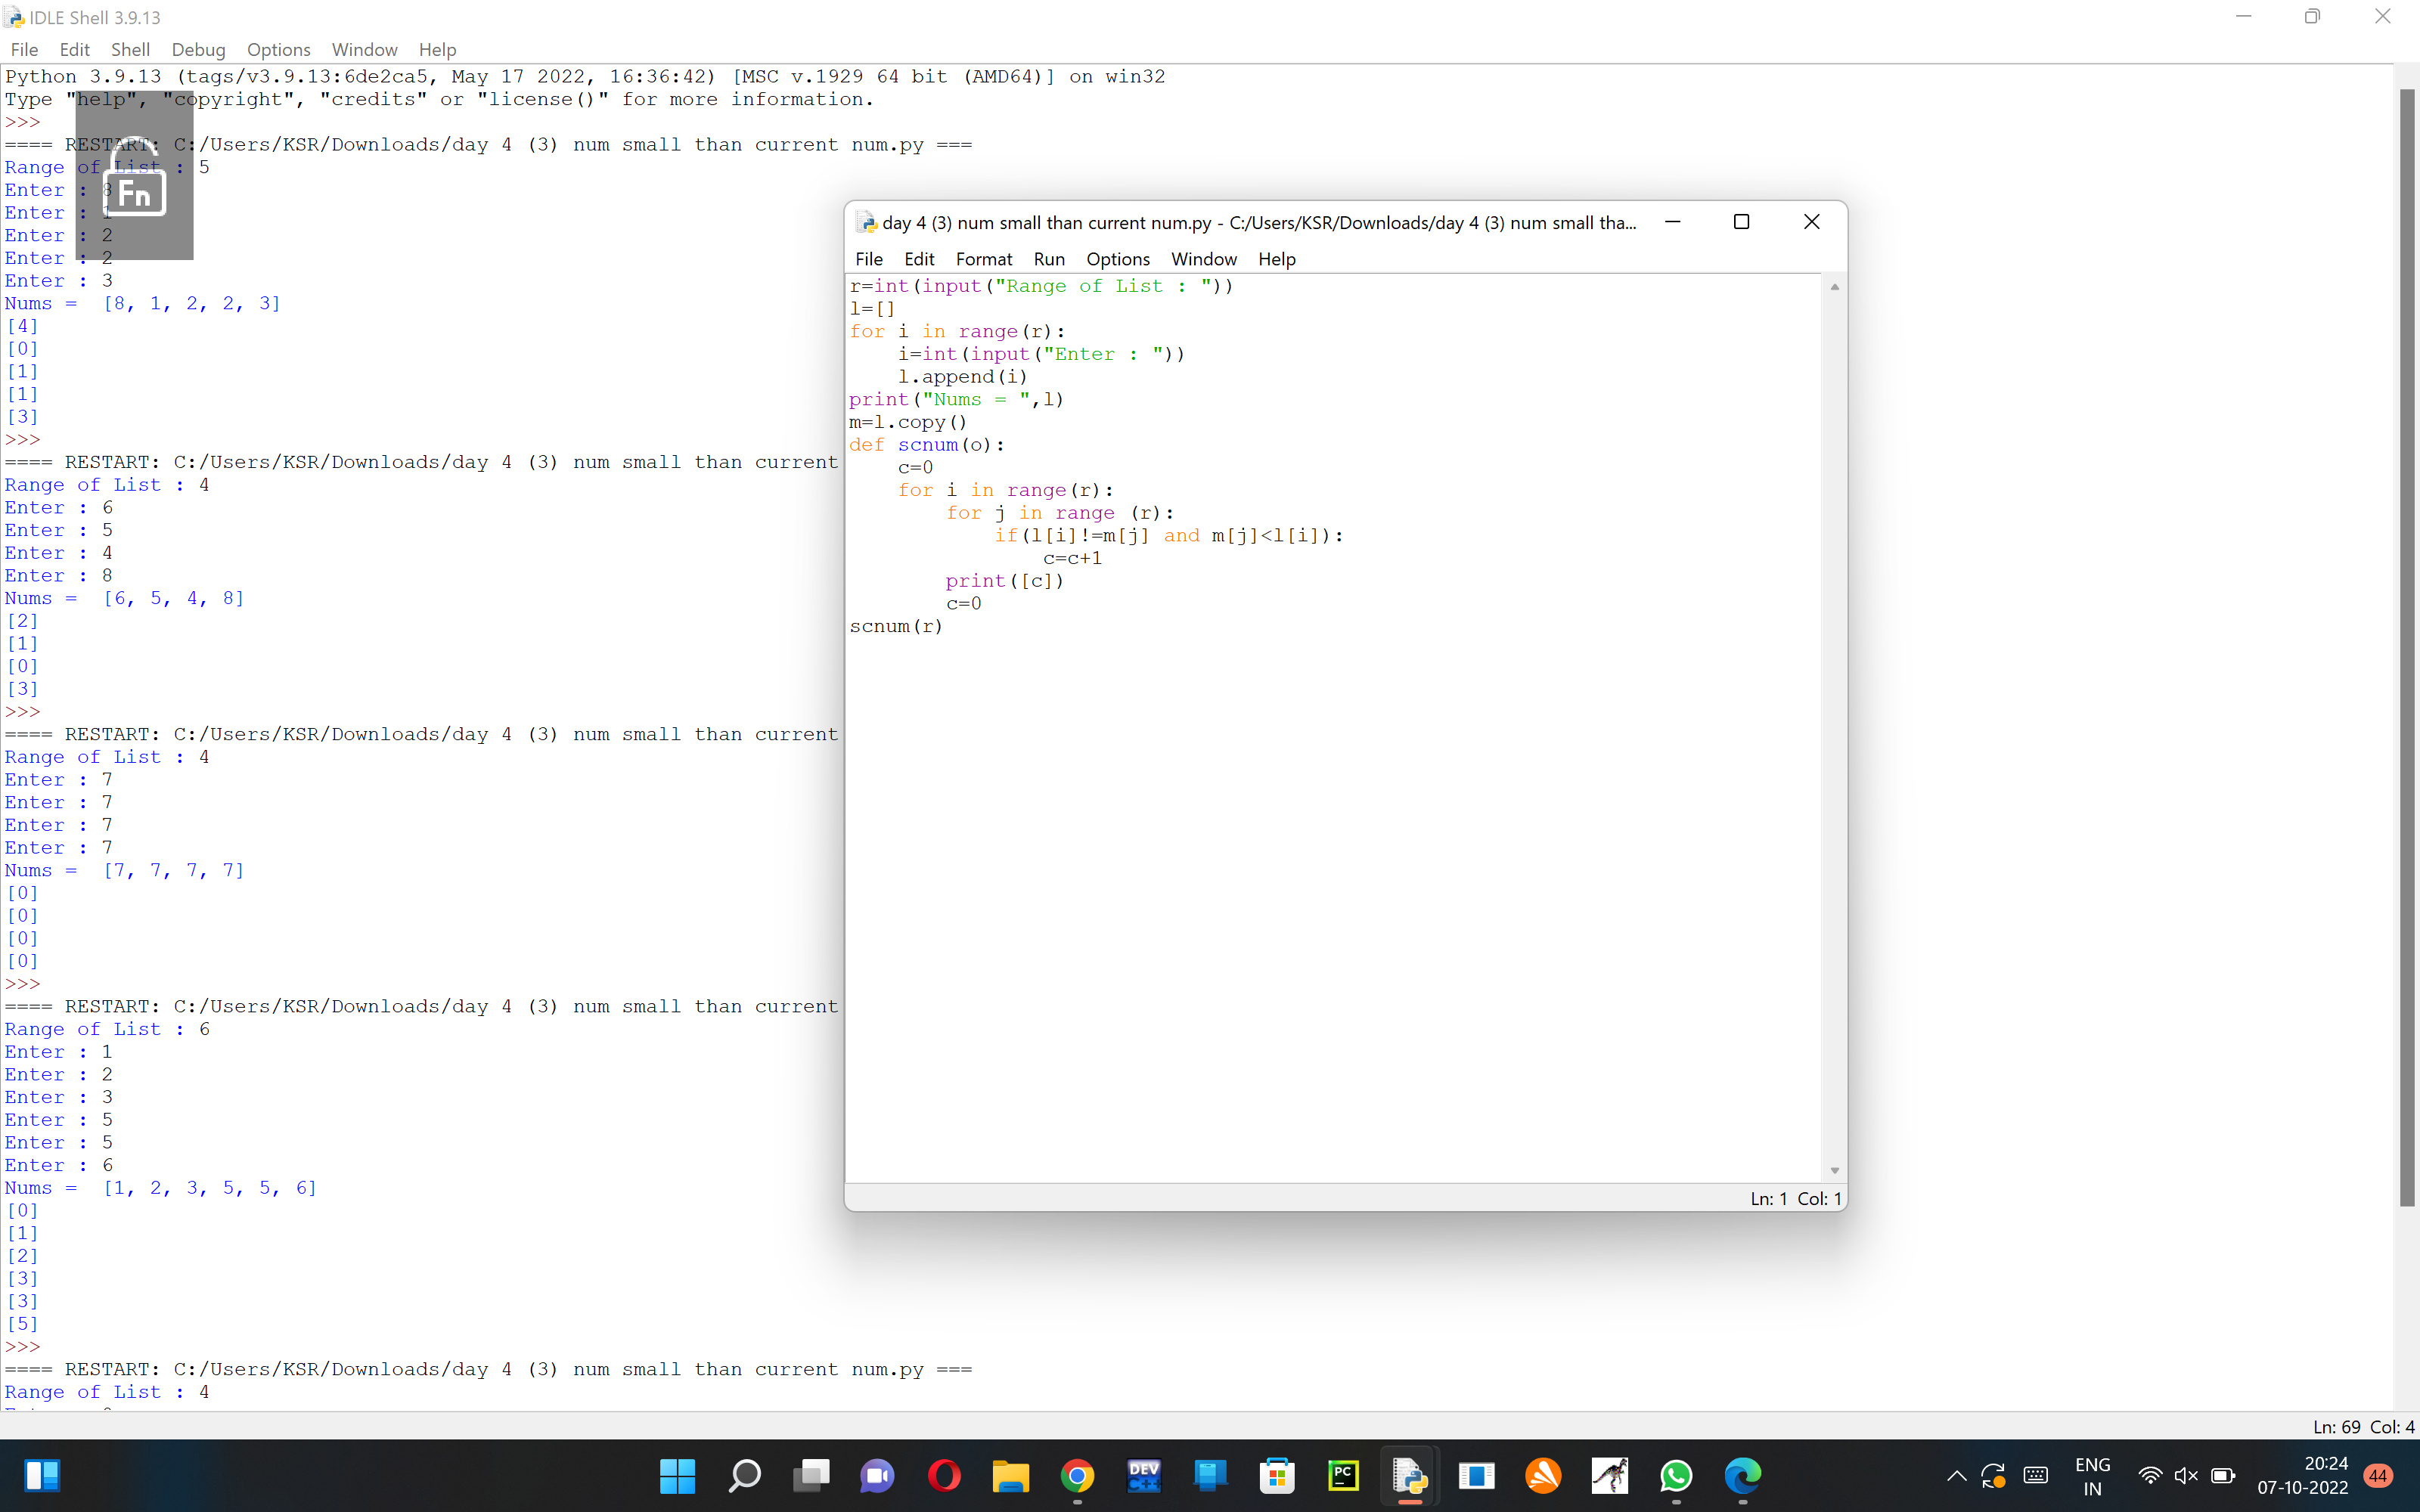 IDLE Shell 3.9.13
File Edit Shell Debug Options Window Help
Python 3.9.13 (tags/v3.9.13:6de2ca5, May 17 2022, 16:36:42) [MSC v.1929 64 bit (AMD64)] on win32
Type "help", "copyright", "credits" or "license()" for more information.
>>>
==== RESTART: C:/Users/KSR/Downloads/day 4 (3) num small than current num.py ===
Range of List : 5
Enter : 8
Enter : 1
Enter : 2
Enter : 2
Enter : 3
Nums =  [8, 1, 2, 2, 3]
[4]
[0]
[1]
[1]
[3]
>>>
==== RESTART: C:/Users/KSR/Downloads/day 4 (3) num small than current
Range of List : 4
Enter : 6
Enter : 5
Enter : 4
Enter : 8
Nums =  [6, 5, 4, 8]
[2]
[1]
[0]
[3]
>>>
==== RESTART: C:/Users/KSR/Downloads/day 4 (3) num small than current
Range of List : 4
Enter : 7
Enter : 7
Enter : 7
Enter : 7
Nums =  [7, 7, 7, 7]
[0]
[0]
[0]
[0]
>>>
==== RESTART: C:/Users/KSR/Downloads/day 4 (3) num small than current
Range of List : 6
Enter : 1
Enter : 2
Enter : 3
Enter : 5
Enter : 5
Enter : 6
Nums =  [1, 2, 3, 5, 5, 6]
[0]
[1]
[2]
[3]
[3]
[5]
>>>
==== RESTART: C:/Users/KSR/Downloads/day 4 (3) num small than current num.py ===
Range of List : 4
Ln: 69 Col: 4
Fn
day 4 (3) num small than current num.py - C:/Users/KSR/Downloads/day 4 (3) num small tha...
File Edit Format Run Options Window Help
r=int(input("Range of List : "))
l=[]
for i in range(r):
    i=int(input("Enter : "))
    l.append(i)
print("Nums = ",l)
m=l.copy()
def scnum(o):
    c=0
    for i in range(r):
        for j in range (r):
            if(l[i]!=m[j] and m[j]<l[i]):
                c=c+1
        print([c])
        c=0
scnum(r)
Ln: 1 Col: 1
DEV C++
PC
ENG
IN
20:24
07-10-2022
44